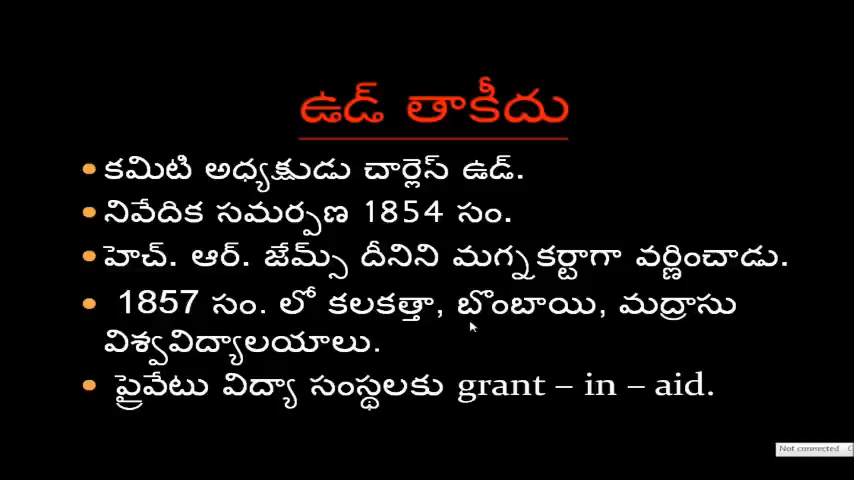 ఉడ్ తాకీదు
• కమిటి అధ్యక్షుడు చార్లెస్ ఉడ్.
• నివేదిక సమర్పణ 1854 సం.
• హెచ్. ఆర్. జేమ్స్ దీనిని మగ్నకర్టాగా వర్ణించాడు.
• 1857 సం. లో కలకత్తా, బొంబాయి, మద్రాసు
విశ్వవిద్యాలయాలు.
• ప్రైవేటు విద్యా సంస్థలకు grant – in – aid.
Not connected